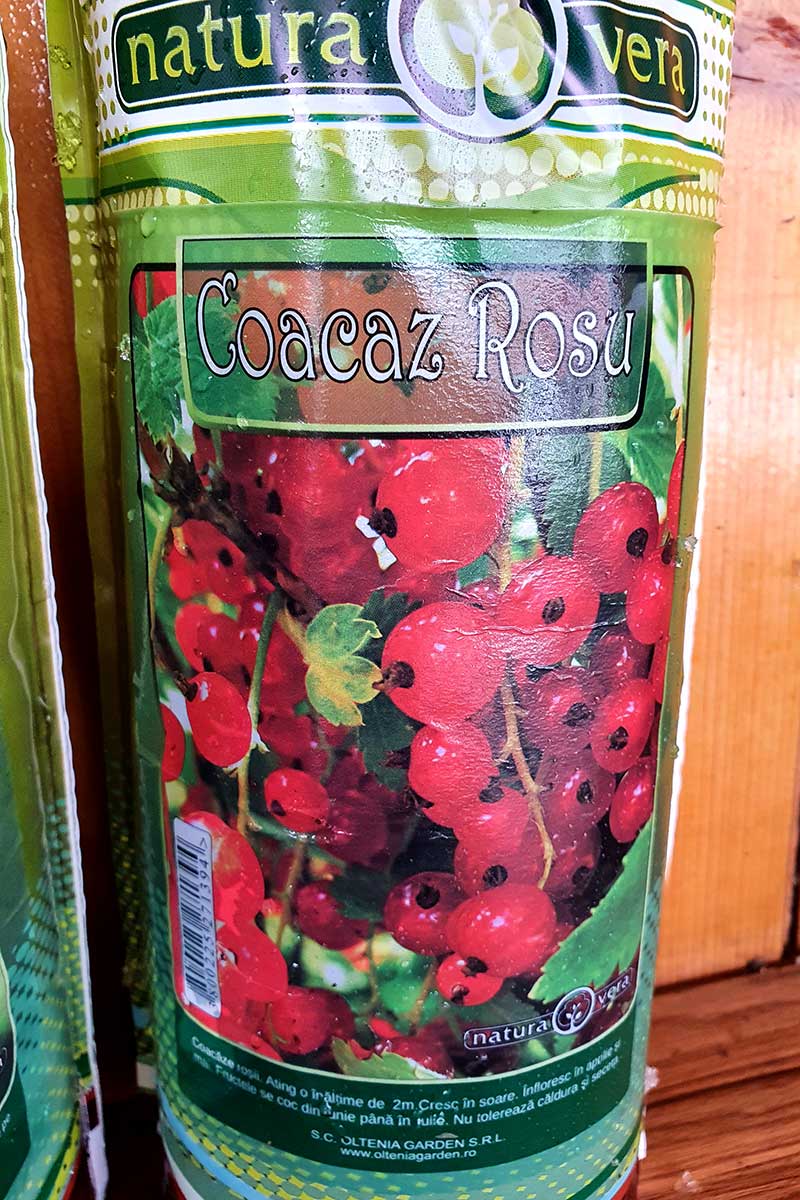 natura vera
Coacaz Rosu
natura vera
Coacăze roșii. Ating o înălțime de 2m.Cresc în soare. Înfloresc în aprilie și
mai. Fructele se coc din iunie până în iulie. Nu tolerează căldura și seceta.
S.C. OLTENIA GARDEN S.R.L.
www.olteniagarden.ro